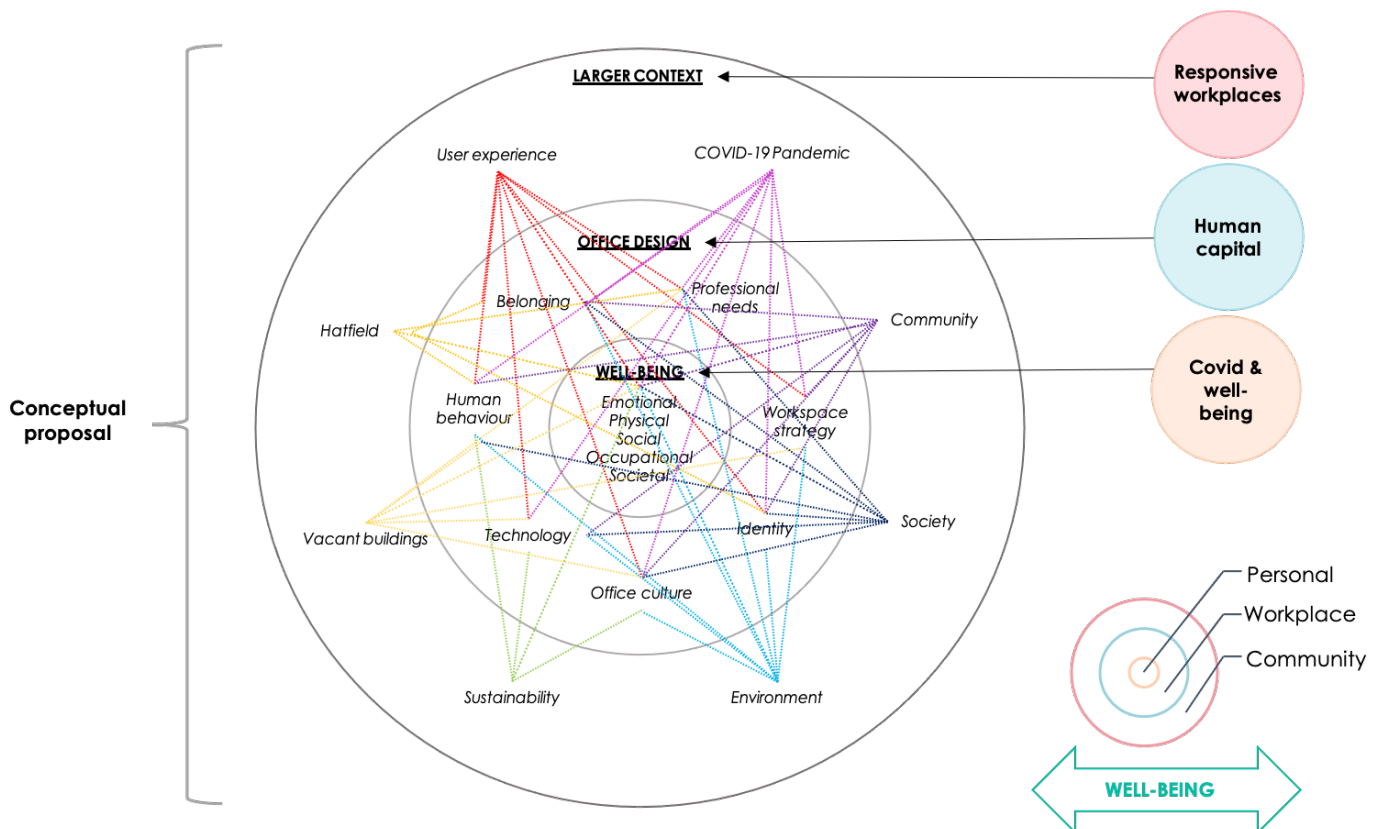 LARGER CONTEXT
Responsive
workplaces
User experience
COVID-19 Pandemic
OFFICE DESIGN
Human
capital
Belonging
Professional
needs
Hatfield
Community
WELL-BEING
Covid &
well-
being
Conceptual
proposal
Human
behaviour
Emotional
Physical
Social
Occupational
Societal
Workspace
strategy
Vacant buildings
Technology
Identity
Society
Office culture
Personal
Workplace
Community
Sustainability
Environment
WELL-BEING